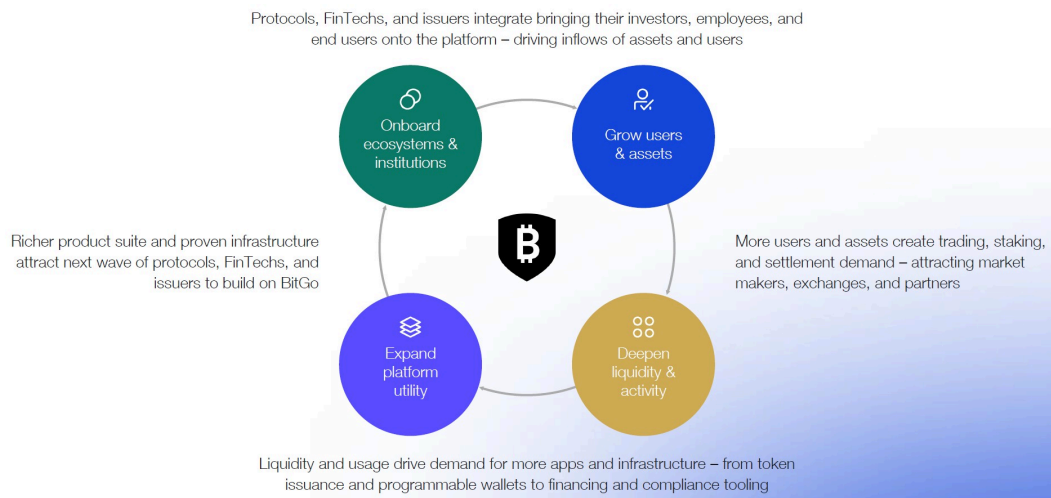 Protocols, FinTechs, and issuers integrate bringing their investors, employees, and
end users onto the platform – driving inflows of assets and users
Onboard
ecosystems &
institutions
Grow users
& assets
Richer product suite and proven infrastructure
attract next wave of protocols, FinTechs, and
issuers to build on BitGo
More users and assets create trading, staking,
and settlement demand – attracting market
makers, exchanges, and partners
Expand
platform
utility
Deepen
liquidity &
activity
Liquidity and usage drive demand for more apps and infrastructure – from token
issuance and programmable wallets to financing and compliance tooling